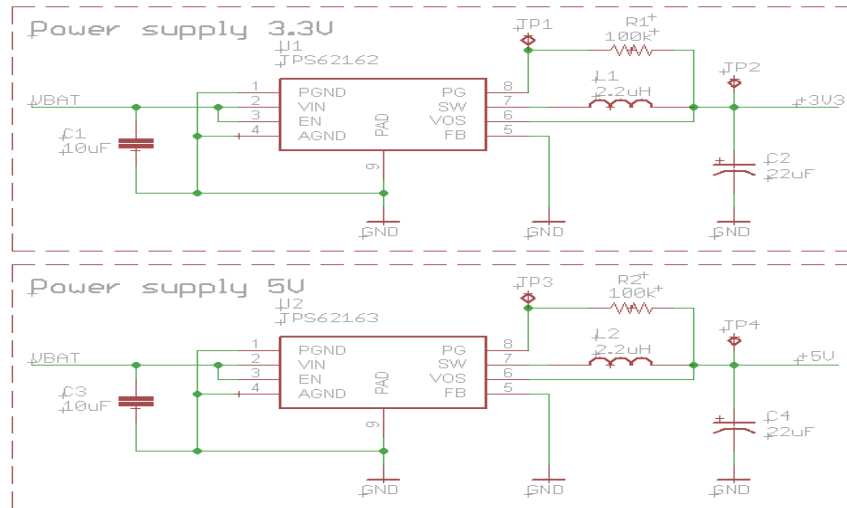 Power supply 3.3V
U1
TPS62162
TP1
R1
100k
VBAT
C1
10uF
1 PGND PG 8
2 VIN SW 7
3 EN VOS 6
4 AGND FB 5
PAD
9
L1
2.2uH
TP2
+3V3
C2
22uF
GND GND GND
Power supply 5V
U2
TPS62163
TP3
R2
100k
VBAT
C3
10uF
1 PGND PG 8
2 VIN SW 7
3 EN VOS 6
4 AGND FB 5
PAD
9
L2
2.2uH
TP4
+5V
C4
22uF
GND GND GND